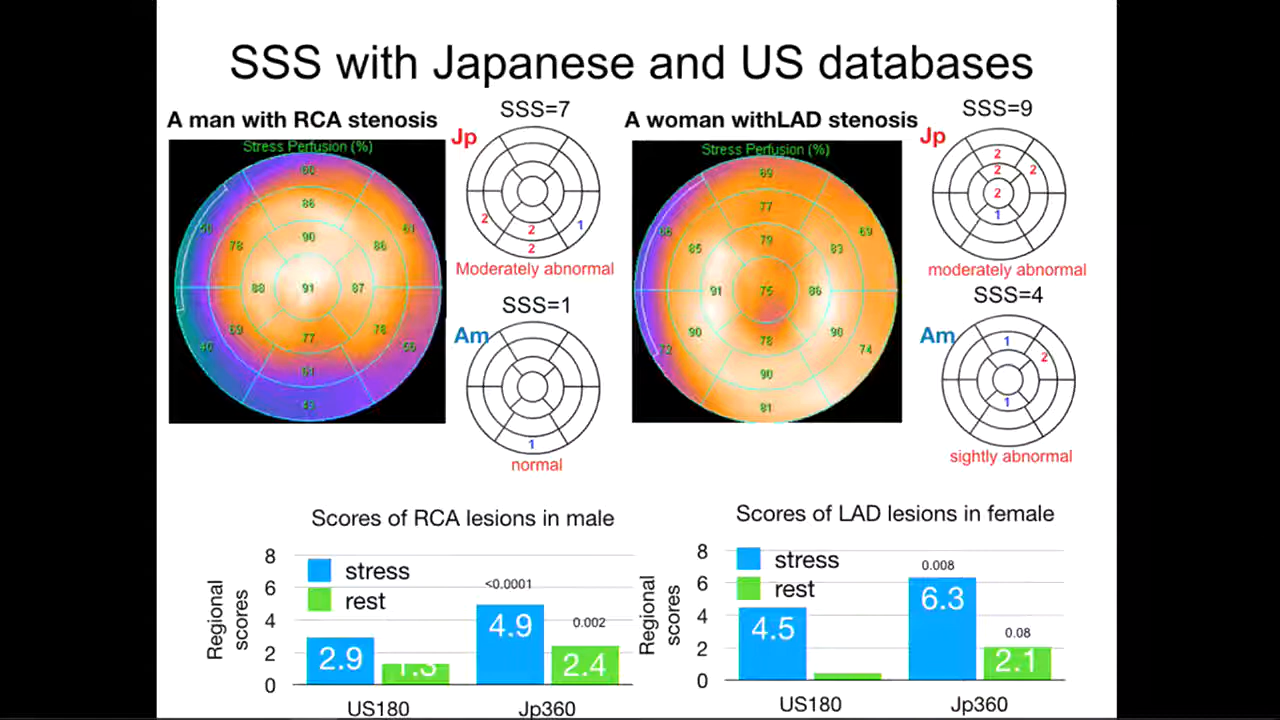 SSS with Japanese and US databases
A man with RCA stenosis
SSS=7
Jp
Stress Perfusion (%)
60
86
61
78
90
86
88
91
87
69
77
76
40
55
61
43
2
1
2
2
Moderately abnormal
SSS=1
Am
1
normal
A woman withLAD stenosis
SSS=9
Jp
Stress Perfusion (%)
69
77
66
69
85
79
83
91
75
86
90
78
90
72
74
90
81
2
2
2
2
1
moderately abnormal
SSS=4
Am
1
2
1
sightly abnormal
Scores of RCA lesions in male
Regional
scores
8
6
4
2
0
stress
rest
<0.0001
0.002
2.9
1.3
4.9
2.4
US180
Jp360
Scores of LAD lesions in female
Regional
scores
8
6
4
2
0
stress
rest
0.008
0.08
4.5
6.3
2.1
US180
Jp360